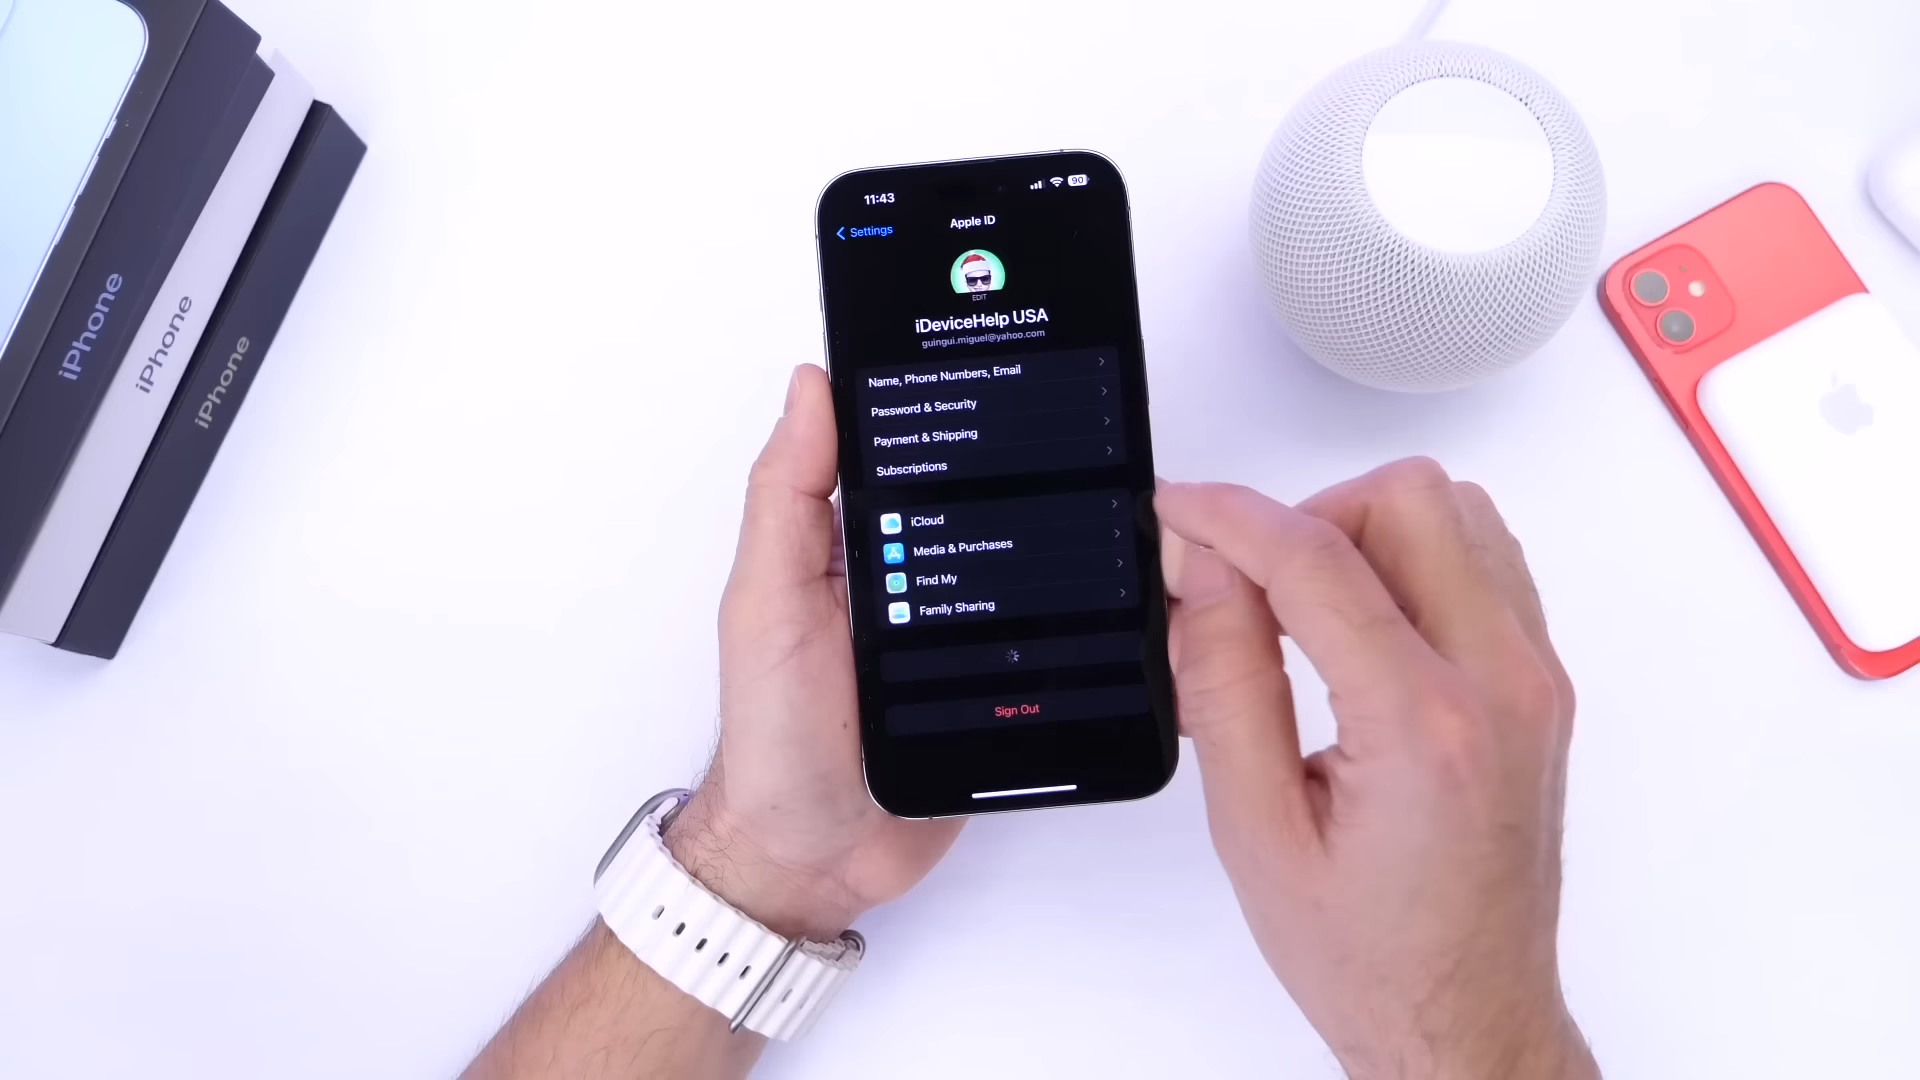 iPhone
iPhone
iPhone
11:43
90
Settings
Apple ID
EDIT
iDeviceHelp USA
guingui.miguel@yahoo.com
Name, Phone Numbers, Email
Password & Security
Payment & Shipping
Subscriptions
iCloud
Media & Purchases
Find My
Family Sharing
Sign Out